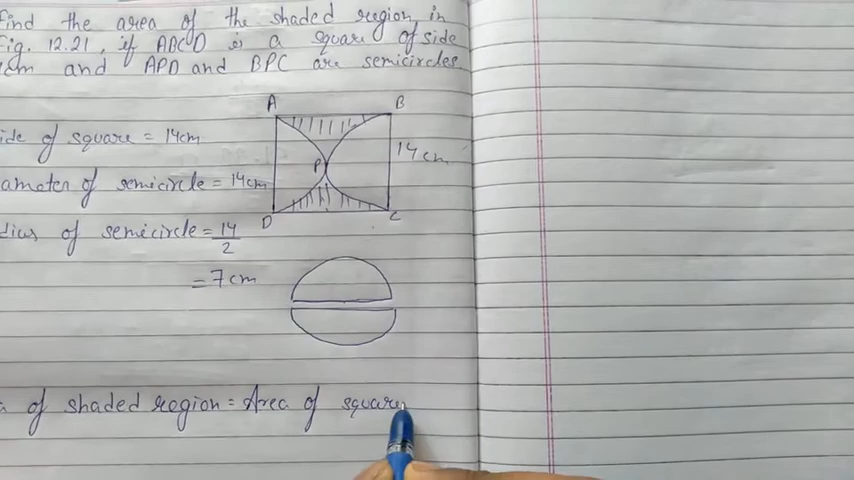 Find the area of the shaded region in
Fig. 12.21, if ABCD is a square of side
cm and APD and BPC are semicircles
A B
ide of square = 14cm
14 cm
P
ameter of semicircle = 14cm
D C
dius of semicircle = 14/2
= 7cm
a of shaded region = Area of square